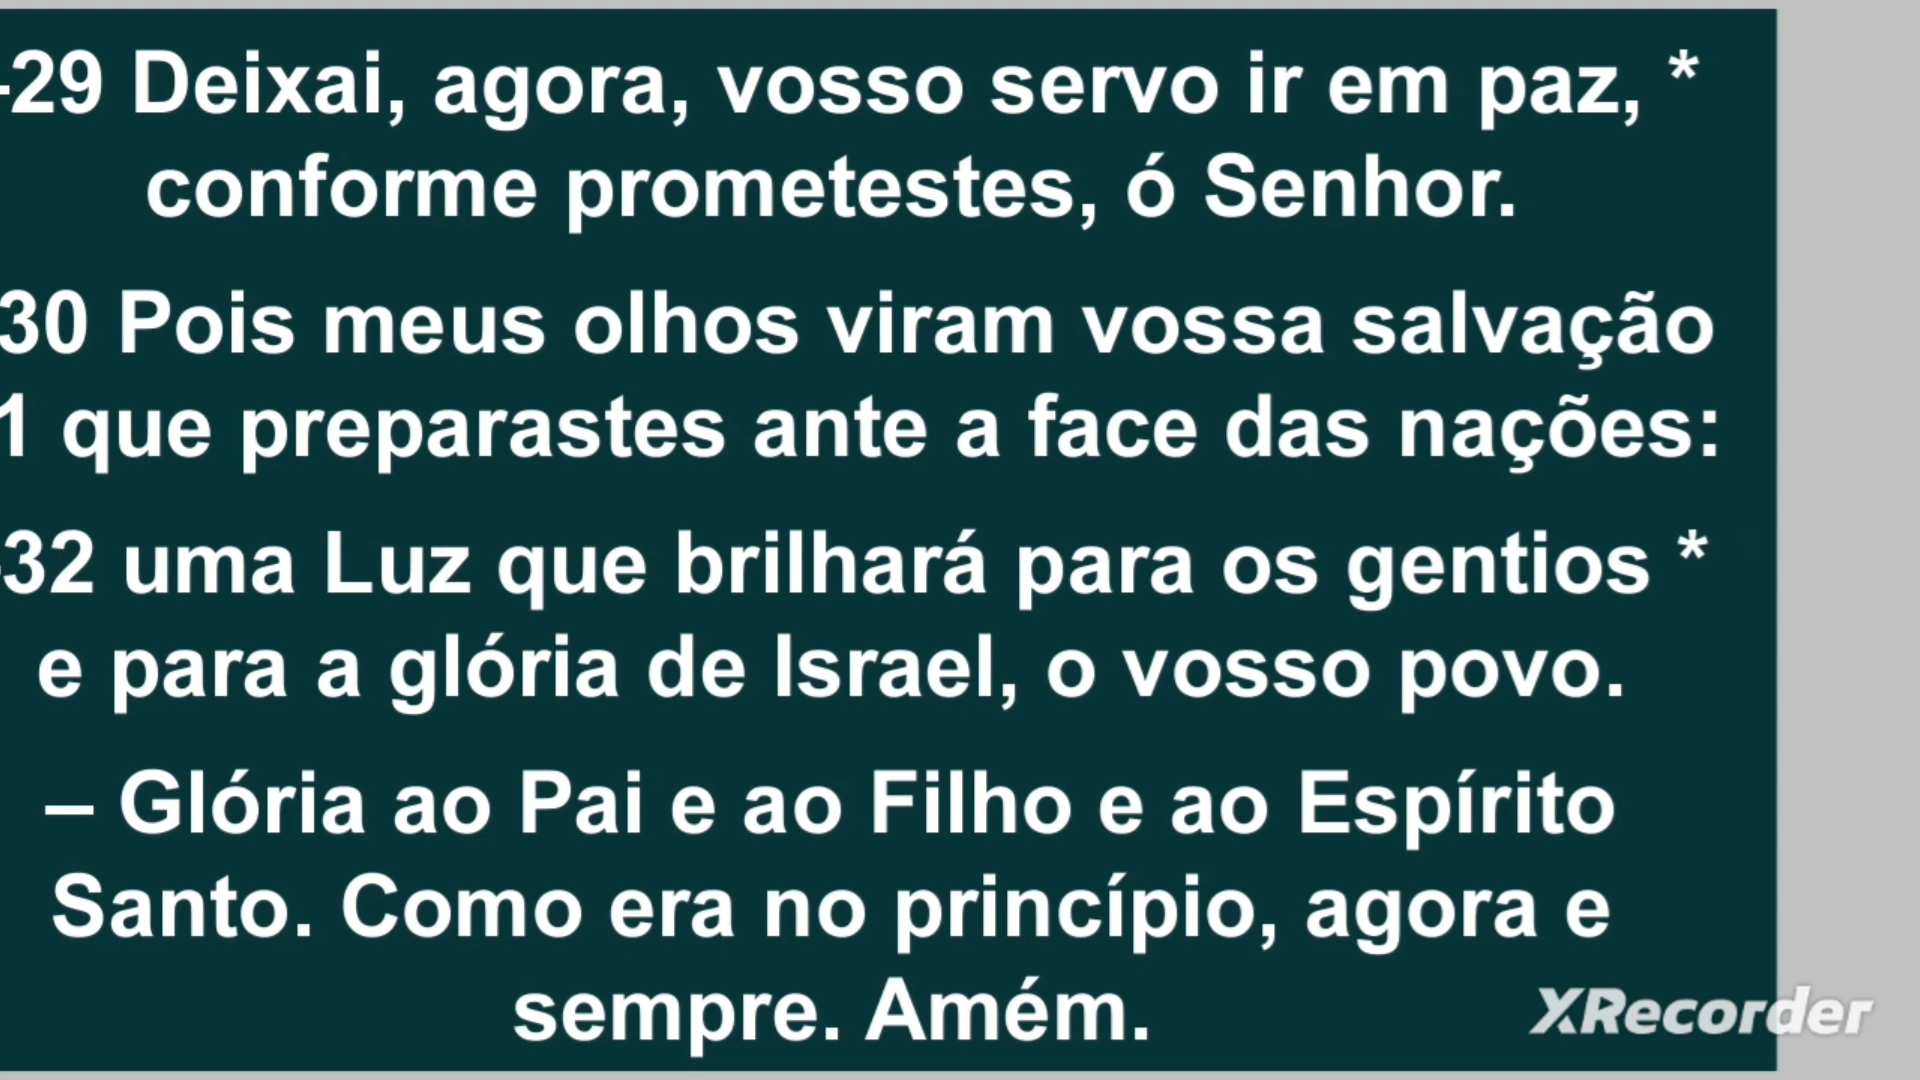 -29 Deixai, agora, vosso servo ir em paz, *
conforme prometestes, ó Senhor.
30 Pois meus olhos viram vossa salvação
1 que preparastes ante a face das nações:
-32 uma Luz que brilhará para os gentios *
e para a glória de Israel, o vosso povo.
– Glória ao Pai e ao Filho e ao Espírito
Santo. Como era no princípio, agora e
sempre. Amém.
XRecorder